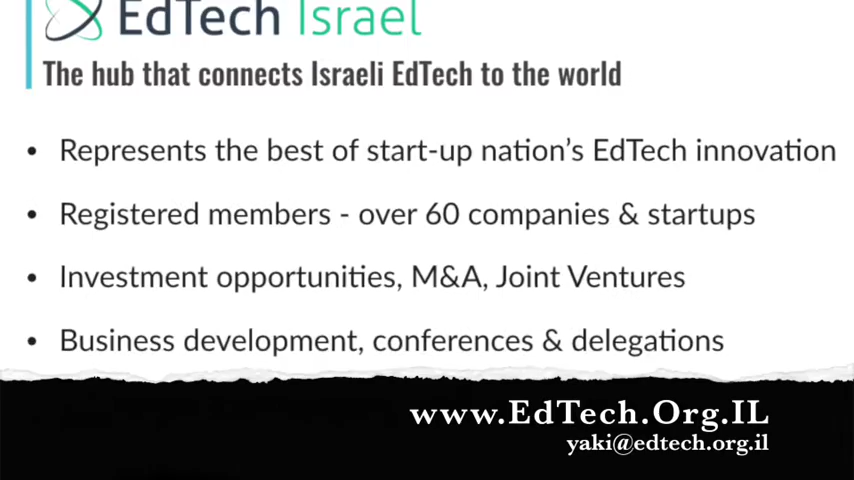 EdTech Israel
The hub that connects Israeli EdTech to the world
• Represents the best of start-up nation's EdTech innovation
• Registered members - over 60 companies & startups
• Investment opportunities, M&A, Joint Ventures
• Business development, conferences & delegations
www.EdTech.Org.IL
yaki@edtech.org.il